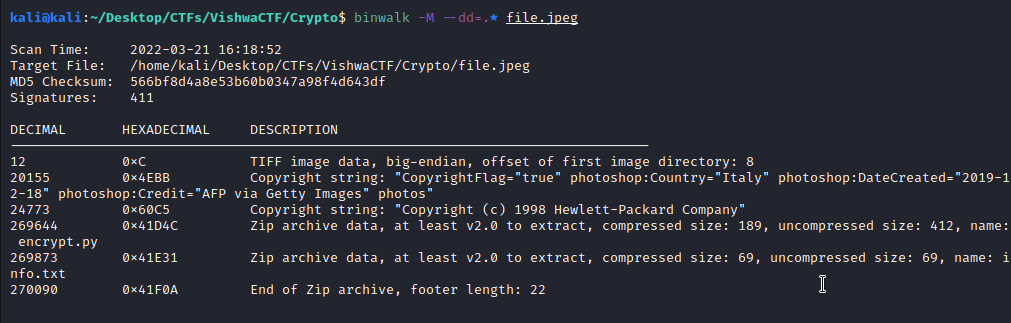 kali@kali:~/Desktop/CTFs/VishwaCTF/Crypto$ binwalk -M --dd=.* file.jpeg
Scan Time:     2022-03-21 16:18:52
Target File:   /home/kali/Desktop/CTFs/VishwaCTF/Crypto/file.jpeg
MD5 Checksum:  566bf8d4a8e53b60b0347a98f4d643df
Signatures:    411
DECIMAL       HEXADECIMAL     DESCRIPTION
12            0×C             TIFF image data, big-endian, offset of first image directory: 8
20155         0×4EBB          Copyright string: "CopyrightFlag="true" photoshop:Country="Italy" photoshop:DateCreated="2019-1
2-18" photoshop:Credit="AFP via Getty Images" photos"
24773         0×60C5          Copyright string: "Copyright (c) 1998 Hewlett-Packard Company"
269644        0×41D4C         Zip archive data, at least v2.0 to extract, compressed size: 189, uncompressed size: 412, name:
 encrypt.py
269873        0×41E31         Zip archive data, at least v2.0 to extract, compressed size: 69, uncompressed size: 69, name: i
nfo.txt
270090        0×41F0A         End of Zip archive, footer length: 22